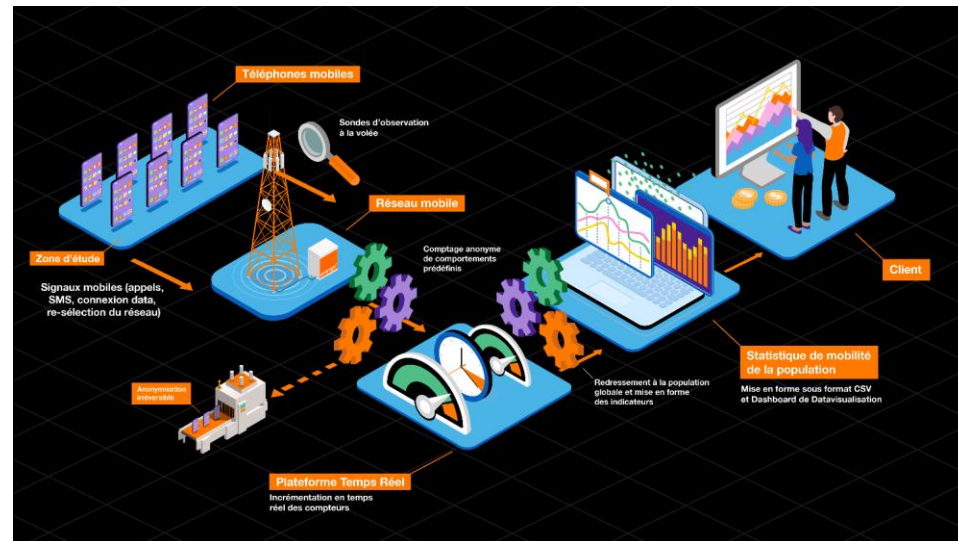 Téléphones mobiles
Sondes d'observation
à la volée
Réseau mobile
Zone d'étude
Signaux mobiles (appels,
SMS, connexion data,
re-sélection du réseau)
Comptage anonyme
de comportements
prédéfinis
Client
Anonymisation
irréversible
Redressement à la population
globale et mise en forme
des indicateurs
Statistique de mobilité
de la population
Mise en forme sous format CSV
et Dashboard de Datavisualisation
Plateforme Temps Réel
Incrémentation en temps
réel des compteurs